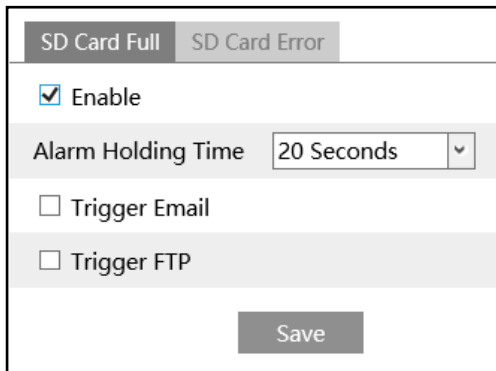 SD Card Full SD Card Error
Enable
Alarm Holding Time 20 Seconds
Trigger Email
Trigger FTP
Save